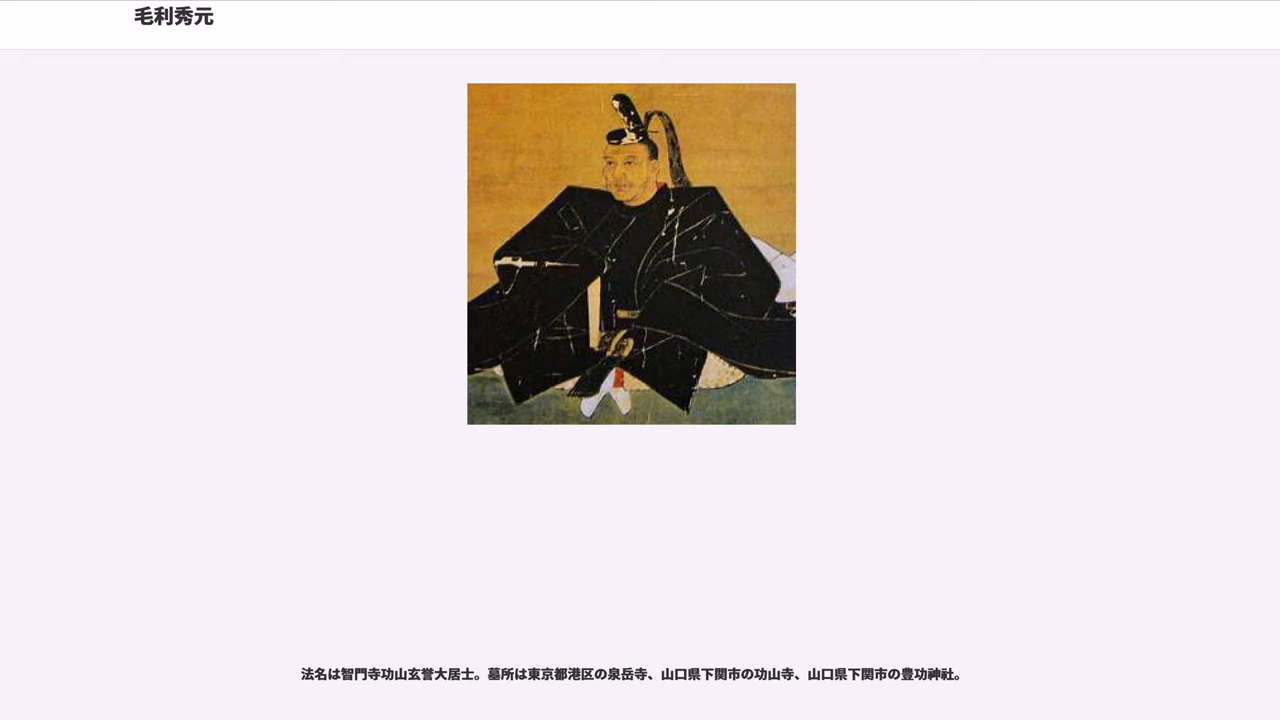 毛利秀元
法名は智門寺功山玄誉大居士。墓所は東京都港区の泉岳寺、山口県下関市の功山寺、山口県下関市の豊功神社。